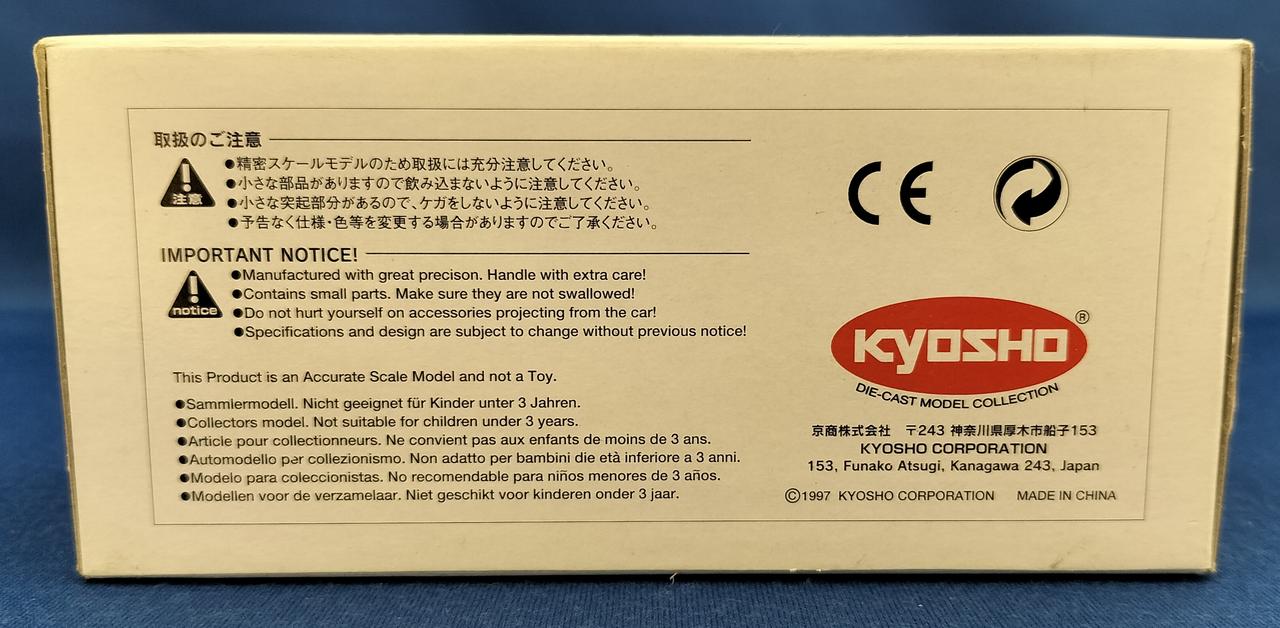 取扱のご注意
注意
●精密スケールモデルのため取扱には充分注意してください。
●小さな部品がありますので飲み込まないように注意してください。
●小さな突起部分があるので、ケガをしないように注意してください。
●予告なく仕様・色等を変更する場合がありますのでご了承ください。
IMPORTANT NOTICE!
notice
●Manufactured with great precison. Handle with extra care!
●Contains small parts. Make sure they are not swallowed!
●Do not hurt yourself on accessories projecting from the car!
●Specifications and design are subject to change without previous notice!
This Product is an Accurate Scale Model and not a Toy.
●Sammlermodell. Nicht geeignet für Kinder unter 3 Jahren.
●Collectors model. Not suitable for children under 3 years.
●Article pour collectionneurs. Ne convient pas aux enfants de moins de 3 ans.
●Automodello per collezionismo. Non adatto per bambini die età inferiore a 3 anni.
●Modelo para coleccionistas. No recomendable para niños menores de 3 años.
●Modellen voor de verzamelaar. Niet geschikt voor kinderen onder 3 jaar.
CE
KYOSHO®
DIE-CAST MODEL COLLECTION
京商株式会社 〒243 神奈川県厚木市船子153
KYOSHO CORPORATION
153, Funako Atsugi, Kanagawa 243, Japan
©1997 KYOSHO CORPORATION MADE IN CHINA